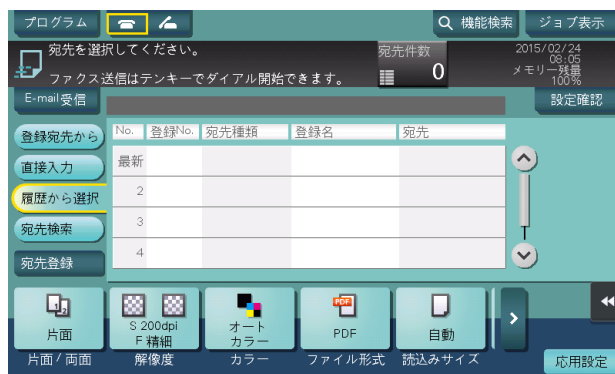 プログラム
機能検索
ジョブ表示
宛先を選択してください。
ファクス送信はテンキーでダイアル開始できます。
宛先件数
0
2015/02/24
08:05
メモリー残量
100%
E-mail受信
設定確認
登録宛先から
直接入力
履歴から選択
宛先検索
宛先登録
No. 登録No. 宛先種類 登録名 宛先
最新
2
3
4
片面
S 200dpi
F 精細
オート
カラー
PDF
PDF
自動
片面/両面 解像度 カラー ファイル形式 読込みサイズ
応用設定